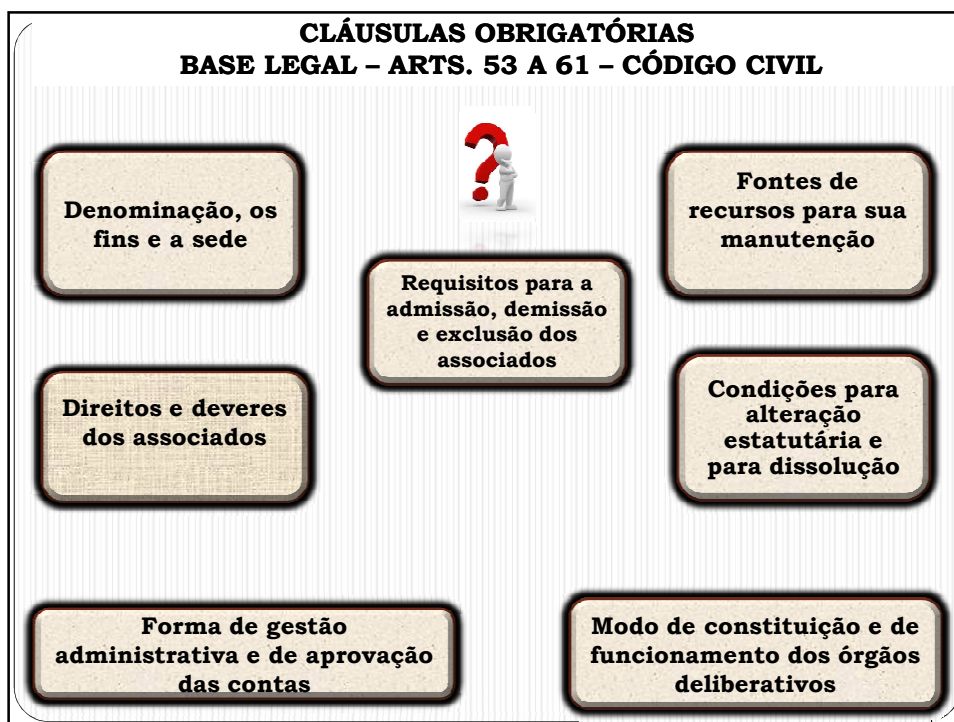 CLÁUSULAS OBRIGATÓRIAS
BASE LEGAL – ARTS. 53 A 61 – CÓDIGO CIVIL
Denominação, os
fins e a sede
Fontes de
recursos para sua
manutenção
Requisitos para a
admissão, demissão
e exclusão dos
associados
Direitos e deveres
dos associados
Condições para
alteração
estatutária e
para dissolução
Forma de gestão
administrativa e de aprovação
das contas
Modo de constituição e de
funcionamento dos órgãos
deliberativos